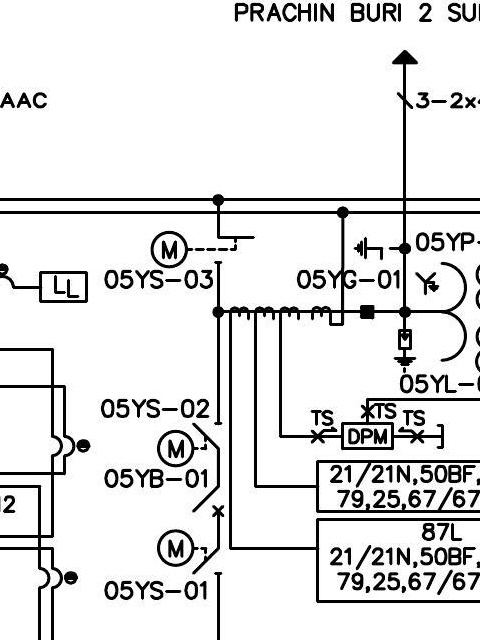 PRACHIN BURI 2
AAC
3-2x
05YP-
M
05YS-03
05YG-01
LL
Y
05YL-
05YS-02
TS
TS
TS
M
DPM
05YB-01
21/21N,50BF,
79,25,67/67
12
87L
M
21/21N,50BF,
79,25,67/67
05YS-01